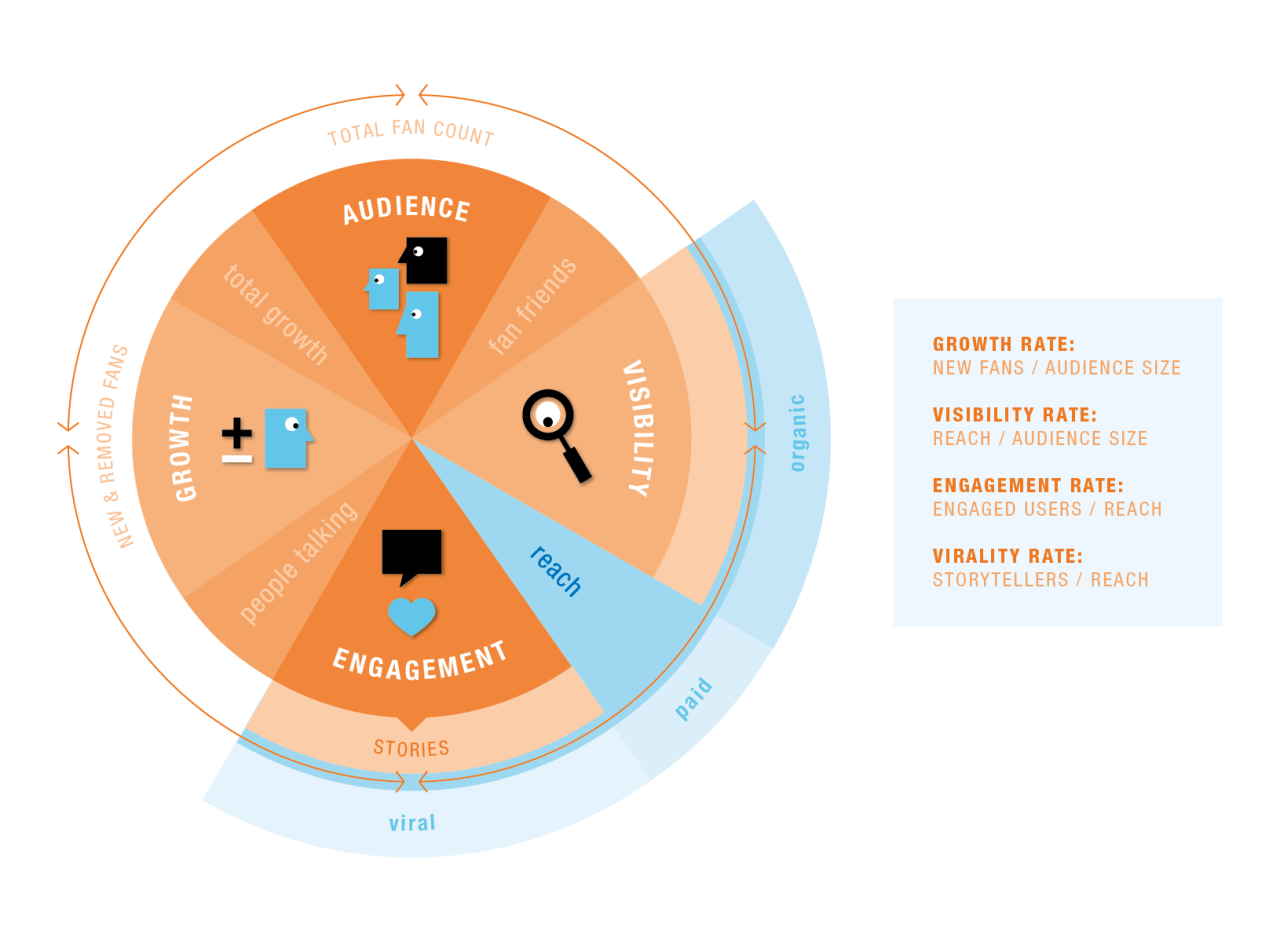 TOTAL FAN COUNT
AUDIENCE
total growth
fan friends
NEW & REMOVED FANS
GROWTH
VISIBILITY
organic
people talking
reach
ENGAGEMENT
paid
STORIES
viral
GROWTH RATE:
NEW FANS / AUDIENCE SIZE
VISIBILITY RATE:
REACH / AUDIENCE SIZE
ENGAGEMENT RATE:
ENGAGED USERS / REACH
VIRALITY RATE:
STORYTELLERS / REACH